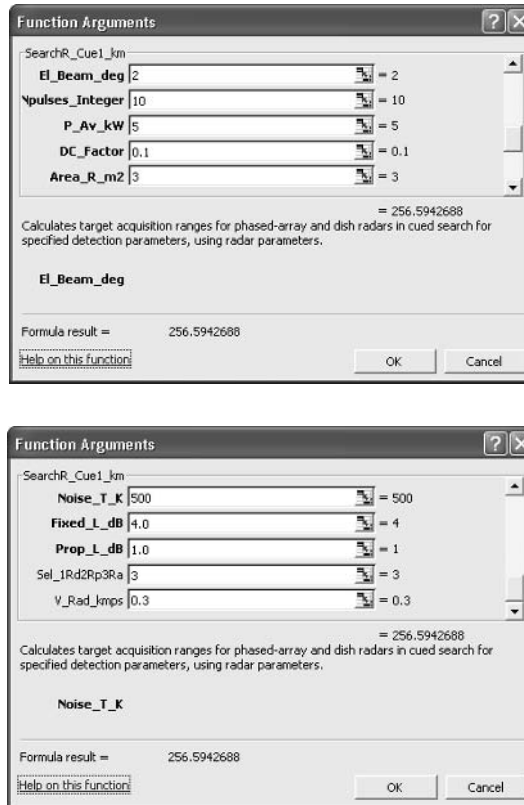 Function Arguments
SearchR_Cue1_km
El_Beam_deg 2 = 2
Npulses_Integer 10 = 10
P_Av_kW 5 = 5
DC_Factor 0.1 = 0.1
Area_R_m2 3 = 3
= 256.5942688
Calculates target acquisition ranges for phased-array and dish radars in cued search for
specified detection parameters, using radar parameters.
El_Beam_deg
Formula result = 256.5942688
Help on this function OK Cancel
Function Arguments
SearchR_Cue1_km
Noise_T_K 500 = 500
Fixed_L_dB 4.0 = 4
Prop_L_dB 1.0 = 1
Sel_1Rd2Rp3Ra 3 = 3
V_Rad_kmps 0.3 = 0.3
= 256.5942688
Calculates target acquisition ranges for phased-array and dish radars in cued search for
specified detection parameters, using radar parameters.
Noise_T_K
Formula result = 256.5942688
Help on this function OK Cancel